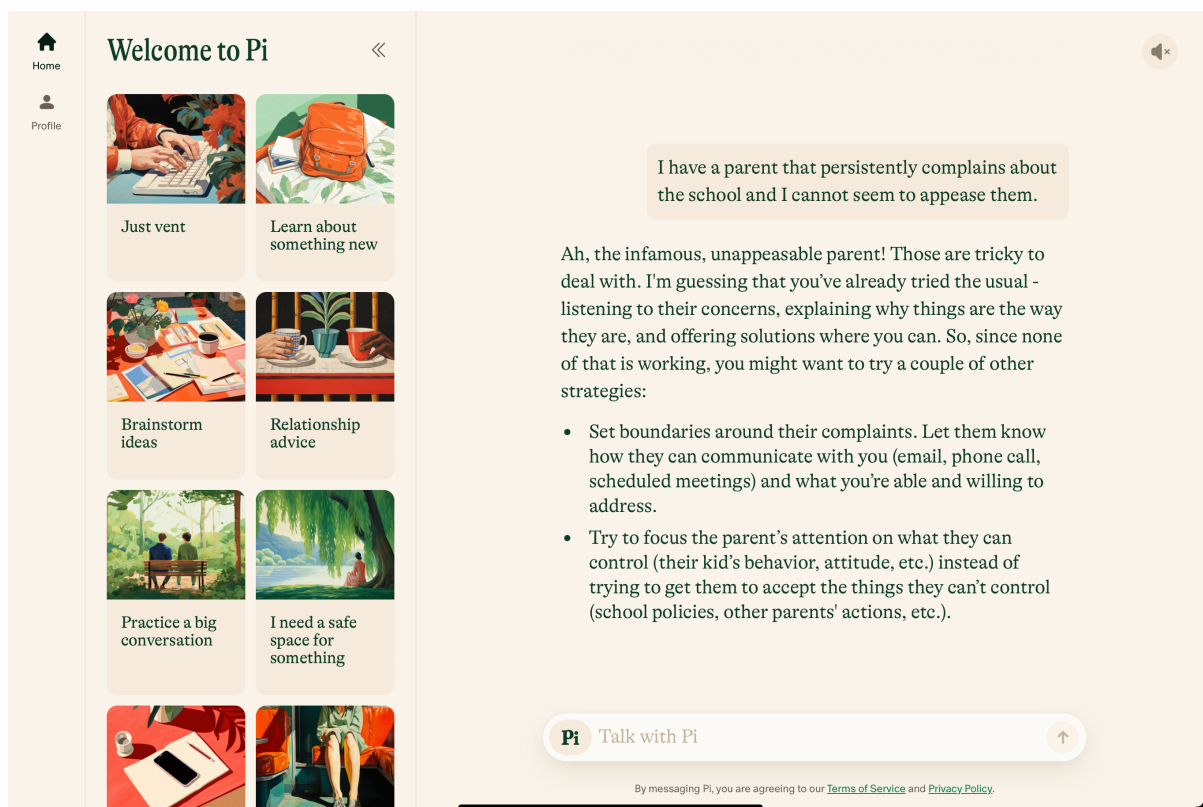 Home
Profile
Welcome to Pi
Just vent
Learn about
something new
Brainstorm
ideas
Relationship
advice
Practice a big
conversation
I need a safe
space for
something
I have a parent that persistently complains about
the school and I cannot seem to appease them.
Ah, the infamous, unappeasable parent! Those are tricky to
deal with. I'm guessing that you’ve already tried the usual -
listening to their concerns, explaining why things are the way
they are, and offering solutions where you can. So, since none
of that is working, you might want to try a couple of other
strategies:
• Set boundaries around their complaints. Let them know
how they can communicate with you (email, phone call,
scheduled meetings) and what you’re able and willing to
address.
• Try to focus the parent’s attention on what they can
control (their kid’s behavior, attitude, etc.) instead of
trying to get them to accept the things they can’t control
(school policies, other parents' actions, etc.).
Pi Talk with Pi
By messaging Pi, you are agreeing to our Terms of Service and Privacy Policy.